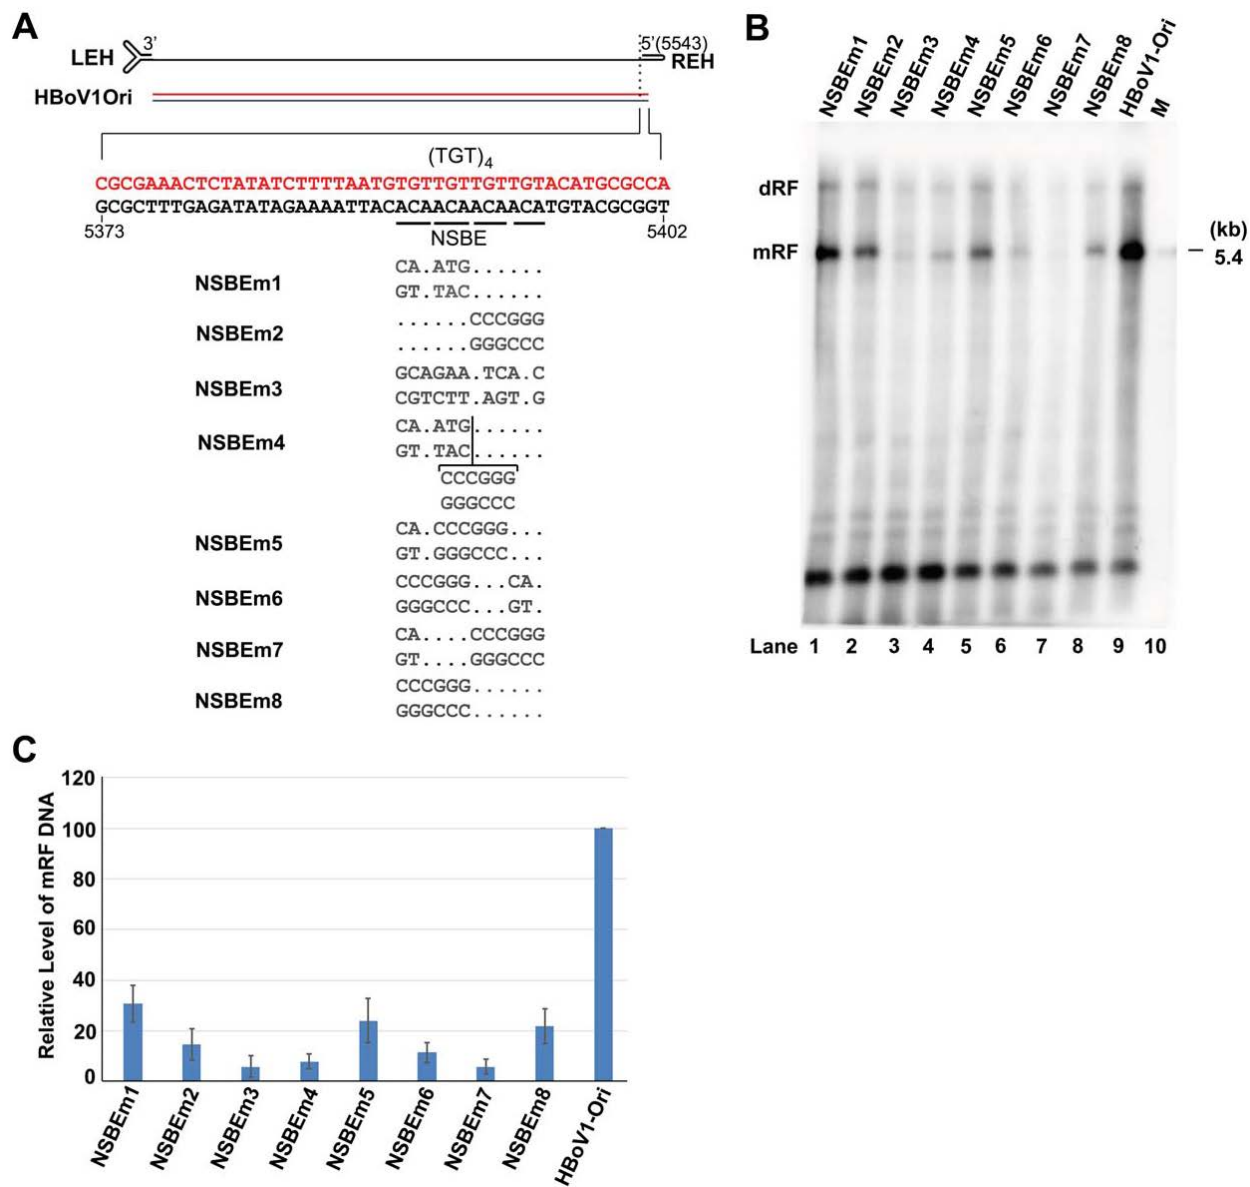 A
3'
5'(5543)
LEH
REH
HBoV1Ori
(TGT)4
CGCGAAACTCTATATCTTTTAATGTGTTGTTGTTGTACATGCGCCA
GCGCTTTGAGATATAGAAAATTACACAACAACAACATGTACGCGGT
5373
5402
NSBE
NSBEm1
CA.ATG......
GT.TAC......
NSBEm2
......CCCGGG
......GGGCCC
NSBEm3
GCAGAA.TCA.C
CGTCTT.AGT.G
NSBEm4
CA.ATG......
GT.TAC......
CCCGGG
GGGCCC
NSBEm5
CA.CCCGGG...
GT.GGGCCC...
NSBEm6
CCCGGG...CA.
GGGCCC...GT.
NSBEm7
CA....CCCGGG
GT....GGGCCC
NSBEm8
CCCGGG......
GGGCCC......
B
NSBEm1
NSBEm2
NSBEm3
NSBEm4
NSBEm5
NSBEm6
NSBEm7
NSBEm8
HBoV1-Ori
M
dRF
mRF
(kb)
5.4
Lane 1 2 3 4 5 6 7 8 9 10
C
Relative Level of mRF DNA
120
100
80
60
40
20
0
NSBEm1
NSBEm2
NSBEm3
NSBEm4
NSBEm5
NSBEm6
NSBEm7
NSBEm8
HBoV1-Ori